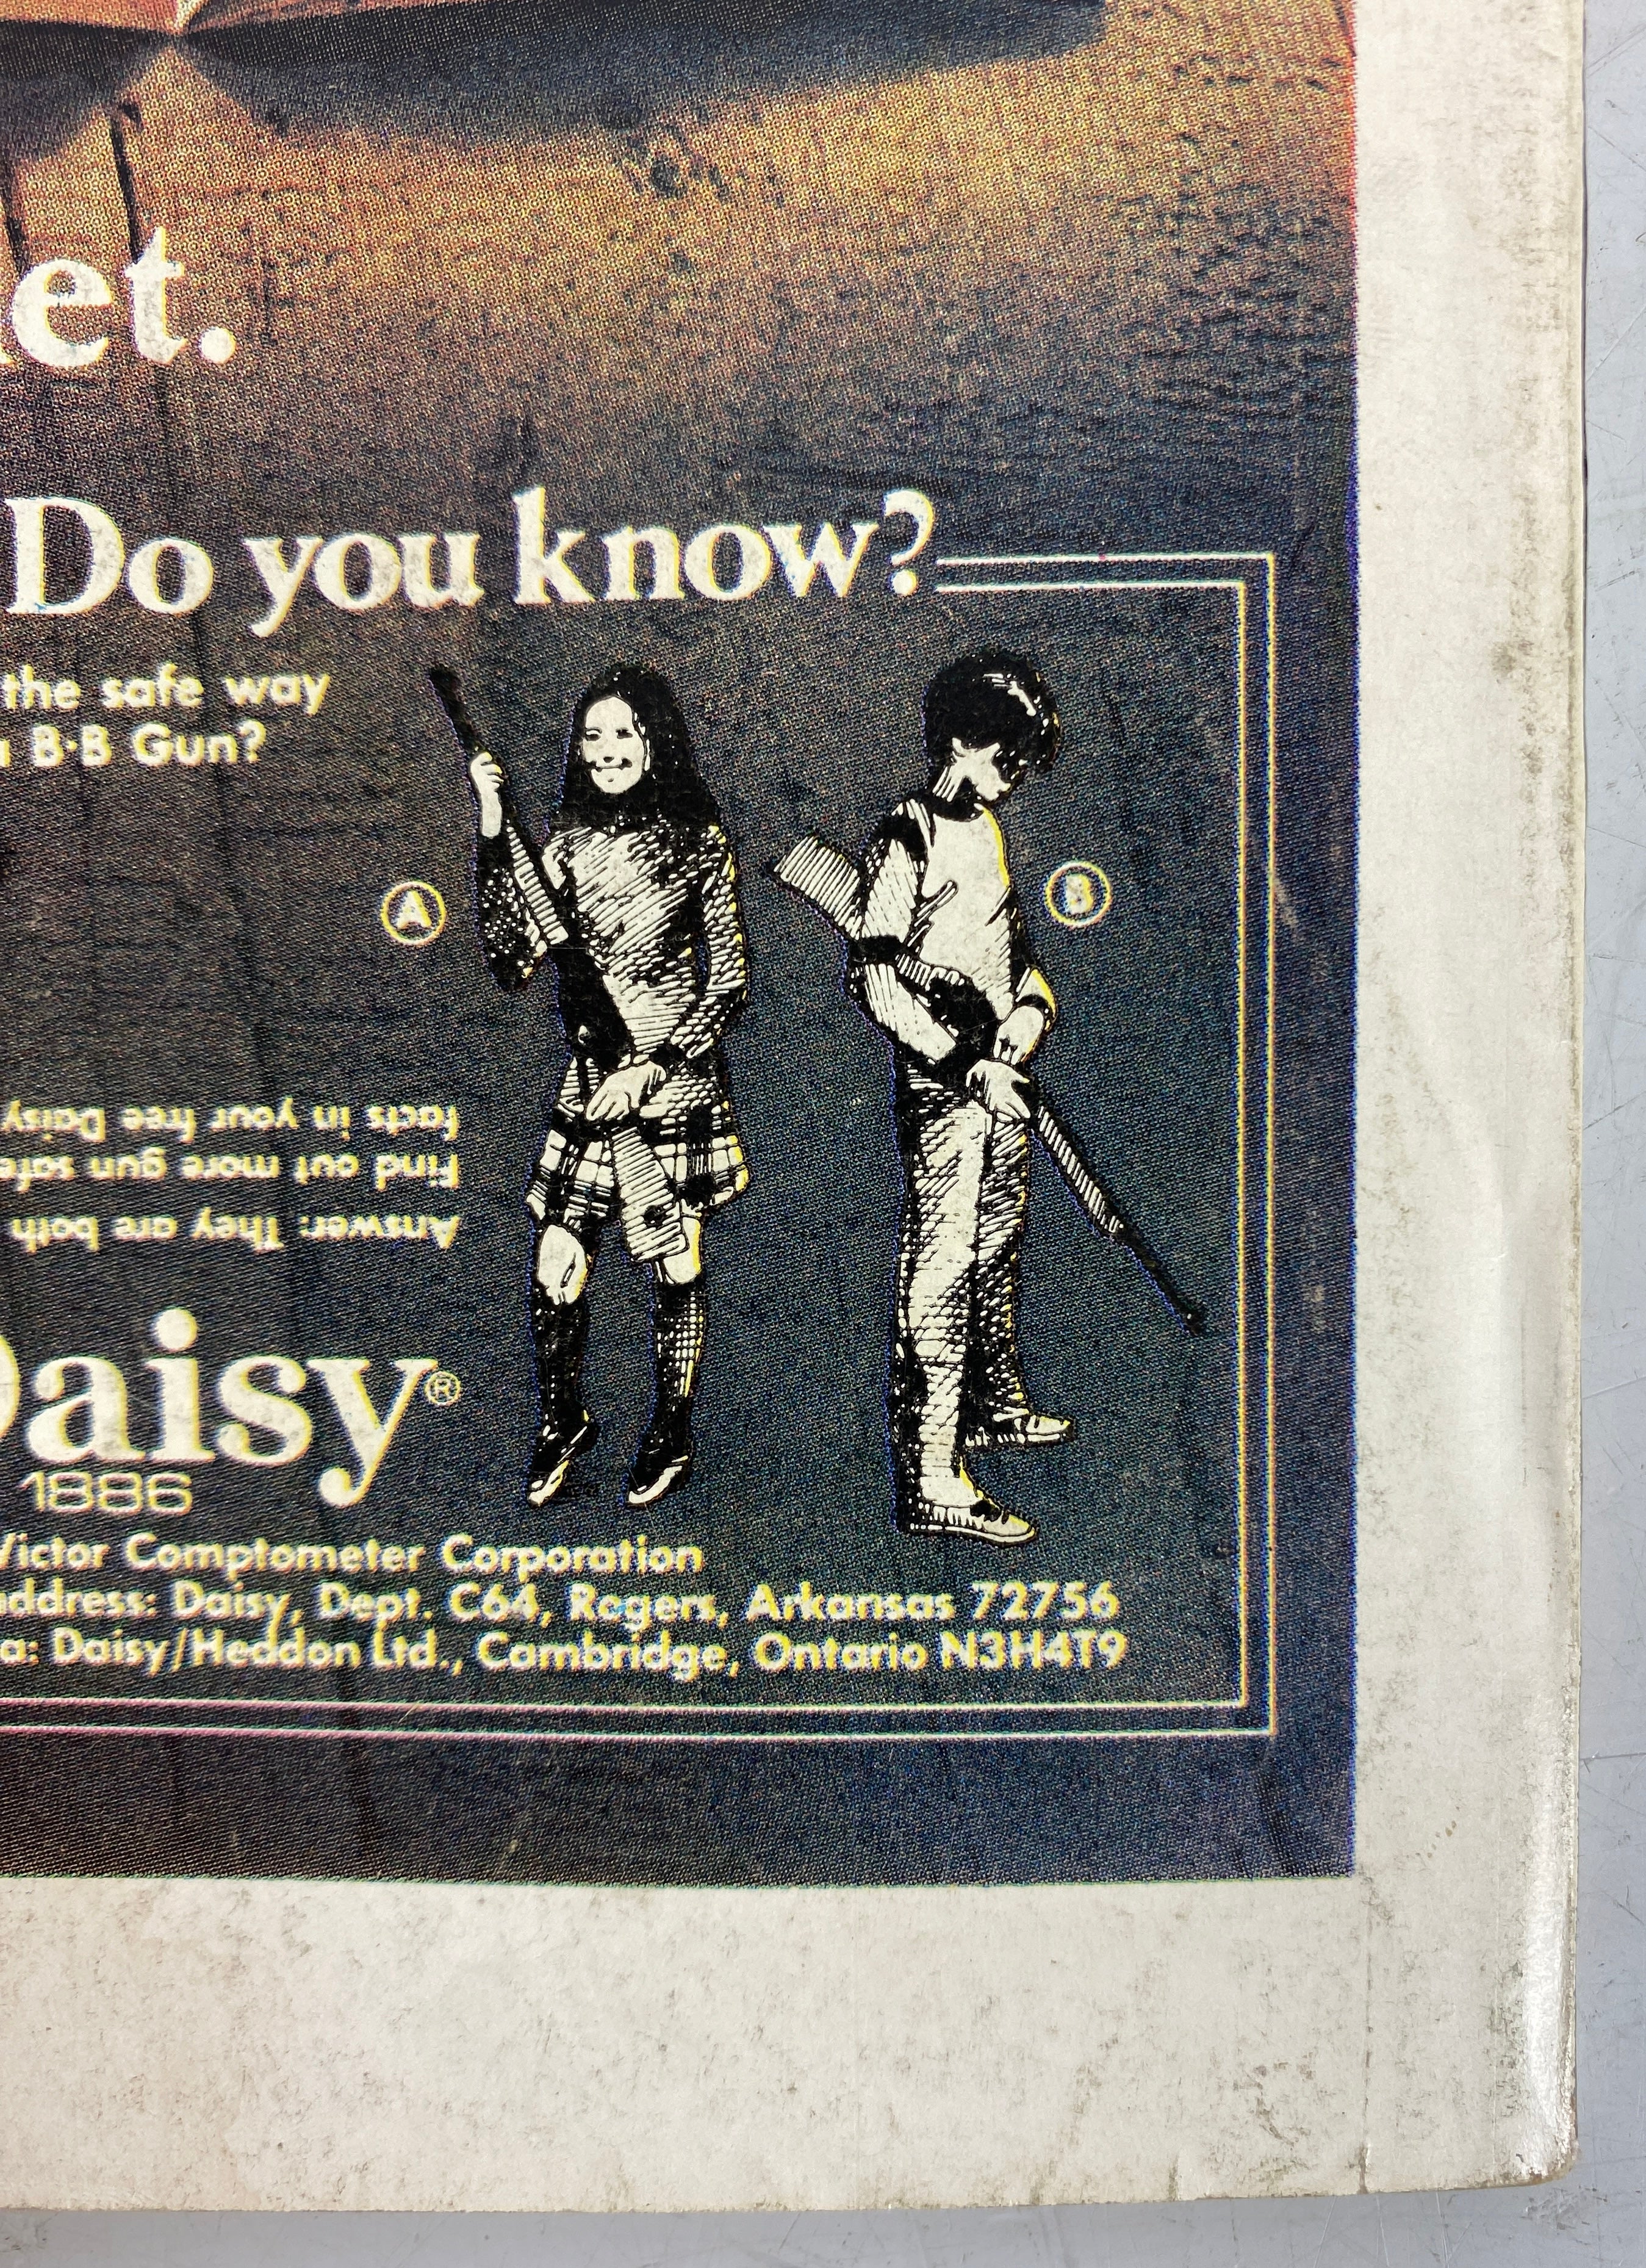 et.
Do you know?
the safe way
B·B Gun?
A
B
Answer: They are both
Find out more gun safe
facts in your free Daisy
Daisy®
1886
Victor Comptometer Corporation
address: Daisy, Dept. C64, Rogers, Arkansas 72756
a: Daisy/Heddon Ltd., Cambridge, Ontario N3H4T9